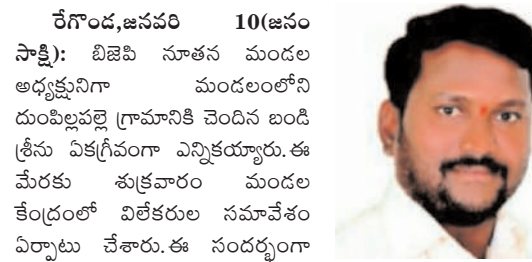 రేగొండ,జనవరి 10(జనం
సాక్షి): బిజెపి నూతన మండల
అధ్యక్షునిగా మండలంలోని
దుంపిల్లపల్లె గ్రామానికి చెందిన బండి
శ్రీను ఏకగ్రీవంగా ఎన్నికయ్యారు.ఈ
మేరకు శుక్రవారం మండల
కేంద్రంలో విలేకరుల సమావేశం
ఏర్పాటు చేశారు.ఈ సందర్భంగా